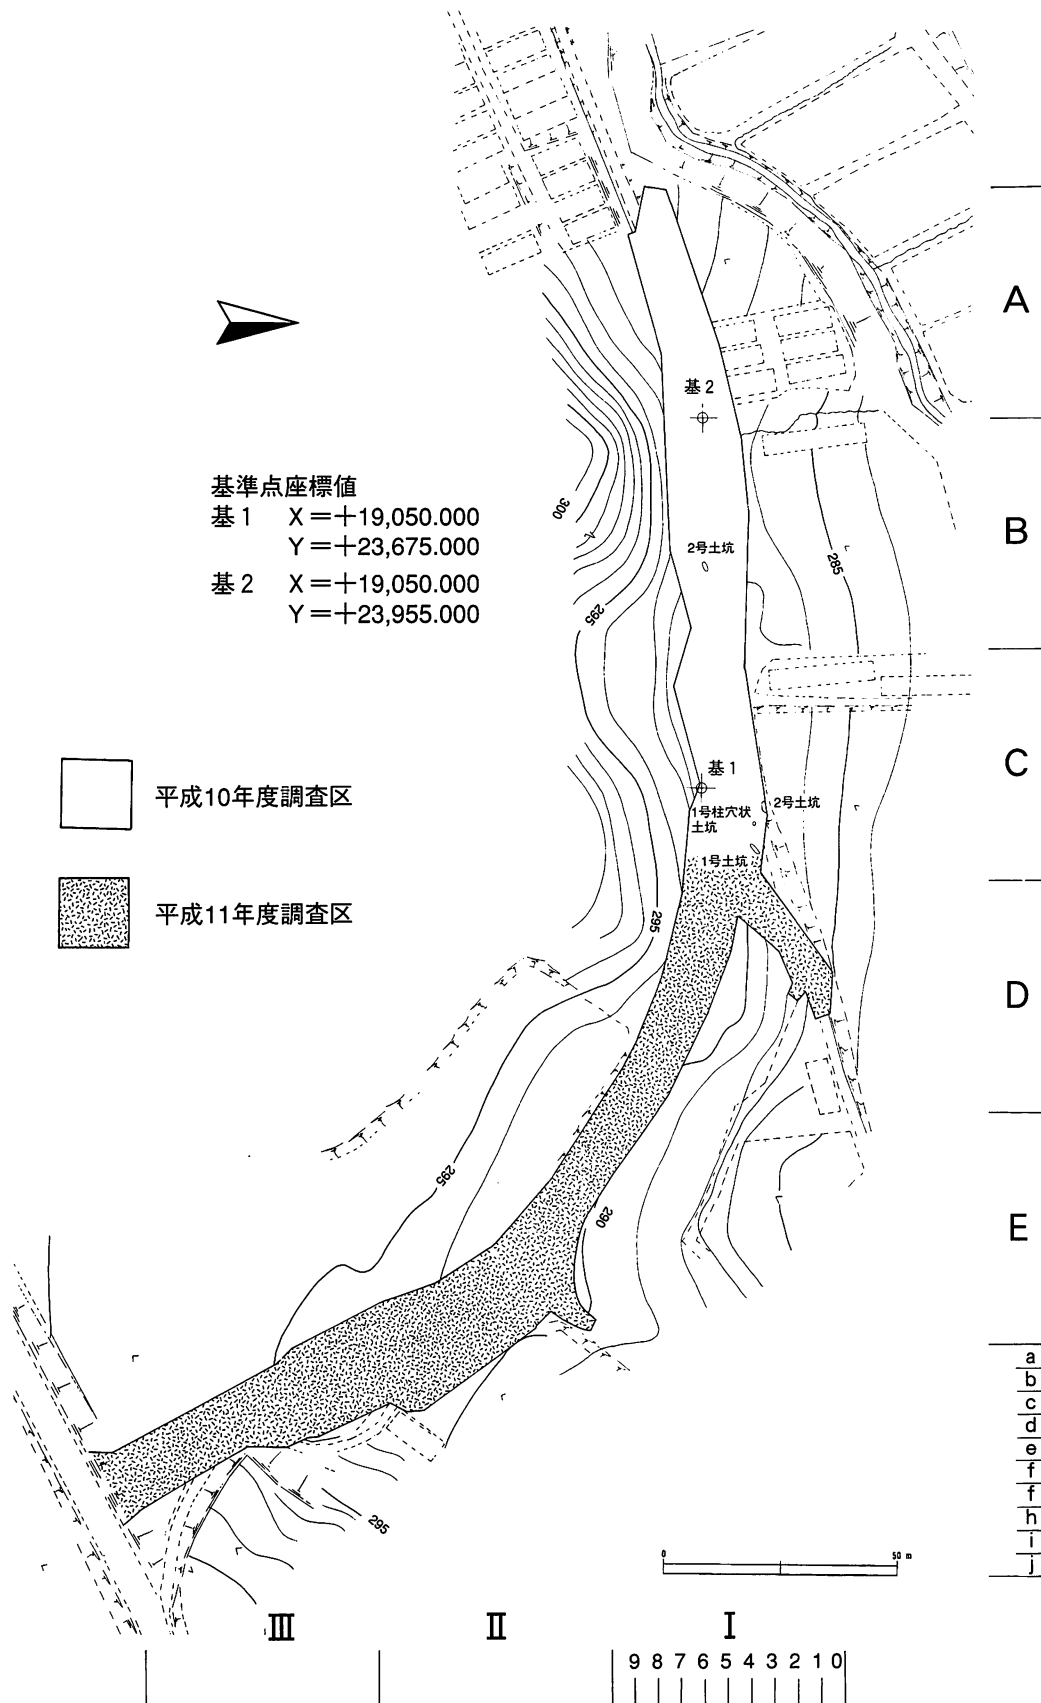 A
基2
基準点座標値
基1 X＝＋19,050.000
Y＝＋23,675.000
基2 X＝＋19,050.000
Y＝＋23,955.000
300
B
2号土坑
285
295
C
基1
平成10年度調査区
1号柱穴状
土坑
2号土坑
1号土坑
平成11年度調査区
295
D
295
290
E
a
b
c
d
e
f
f
h
i
j
295
0 50 m
Ⅲ Ⅱ Ⅰ
9 8 7 6 5 4 3 2 1 0